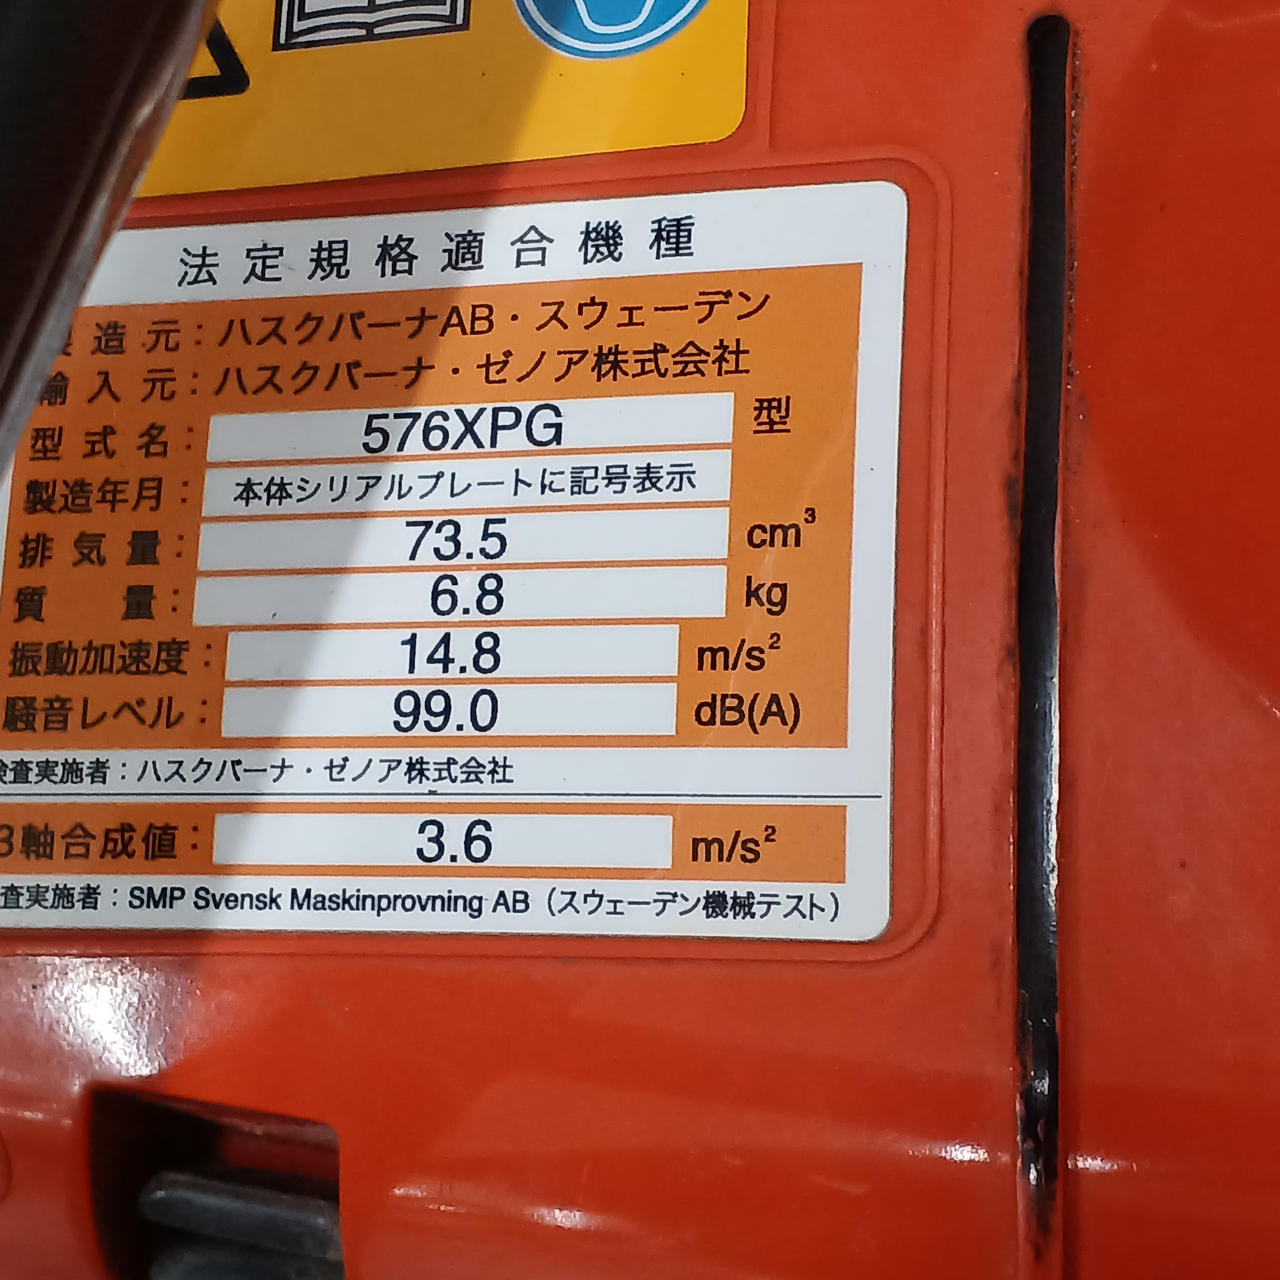 法定規格適合機種
製造元：ハスクバーナAB・スウェーデン
輸入元：ハスクバーナ・ゼノア株式会社
型式名：576XPG 型
製造年月：本体シリアルプレートに記号表示
排気量：73.5 cm³
質量：6.8 kg
振動加速度：14.8 m/s²
騒音レベル：99.0 dB(A)
検査実施者：ハスクバーナ・ゼノア株式会社
3軸合成値：3.6 m/s²
査実施者：SMP Svensk Maskinprovning AB（スウェーデン機械テスト）